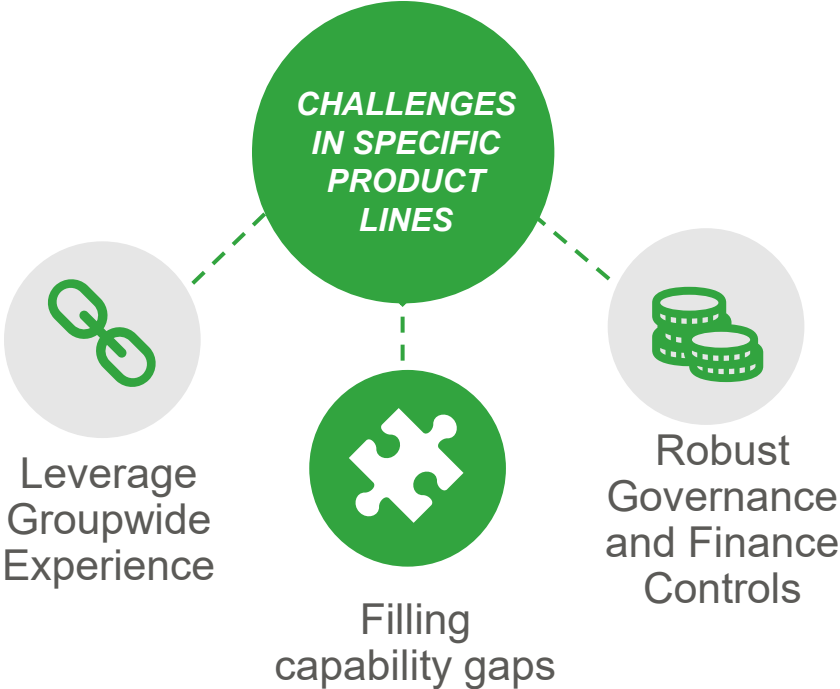 CHALLENGES
IN SPECIFIC
PRODUCT
LINES
Leverage
Groupwide
Experience
Filling
capability gaps
Robust
Governance
and Finance
Controls